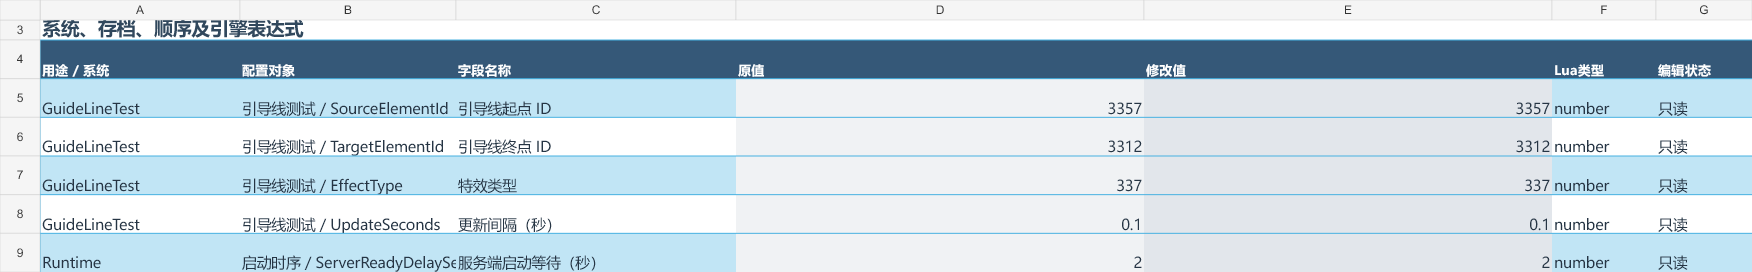 A B C D E F G
3 系统、存档、顺序及引擎表达式
4 用途 / 系统 配置对象 字段名称 原值 修改值 Lua类型 编辑状态
5 GuideLineTest 引导线测试 / SourceElementId 引导线起点 ID 3357 3357 number 只读
6 GuideLineTest 引导线测试 / TargetElementId 引导线终点 ID 3312 3312 number 只读
7 GuideLineTest 引导线测试 / EffectType 特效类型 337 337 number 只读
8 GuideLineTest 引导线测试 / UpdateSeconds 更新间隔（秒） 0.1 0.1 number 只读
9 Runtime 启动时序 / ServerReadyDelaySe 服务端启动等待（秒） 2 2 number 只读